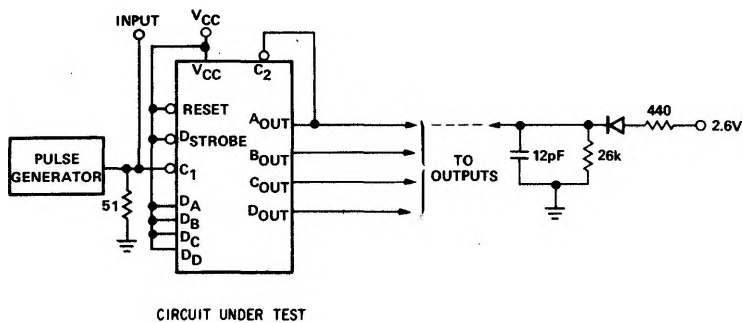 INPUT
VCC
VCC
C2
RESET
DSTROBE
C1
DA
DB
DC
DD
AOUT
BOUT
COUT
DOUT
PULSE
GENERATOR
51
TO
OUTPUTS
12pF
26k
440
2.6V
CIRCUIT UNDER TEST